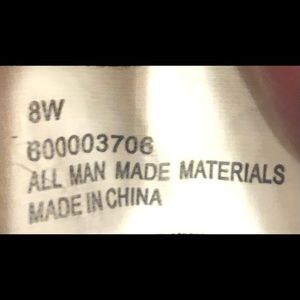 8W
600003706
ALL MAN MADE MATERIALS
MADE IN CHINA